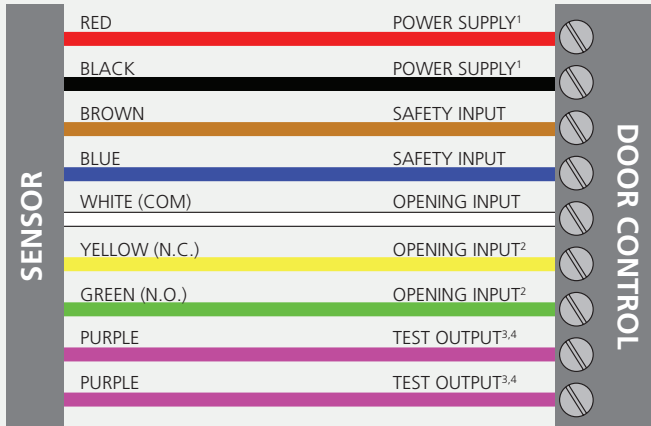 SENSOR
RED POWER SUPPLY¹
BLACK POWER SUPPLY¹
BROWN SAFETY INPUT
BLUE SAFETY INPUT
WHITE (COM) OPENING INPUT
YELLOW (N.C.) OPENING INPUT²
GREEN (N.O.) OPENING INPUT²
PURPLE TEST OUTPUT³,⁴
PURPLE TEST OUTPUT³,⁴
DOOR CONTROL